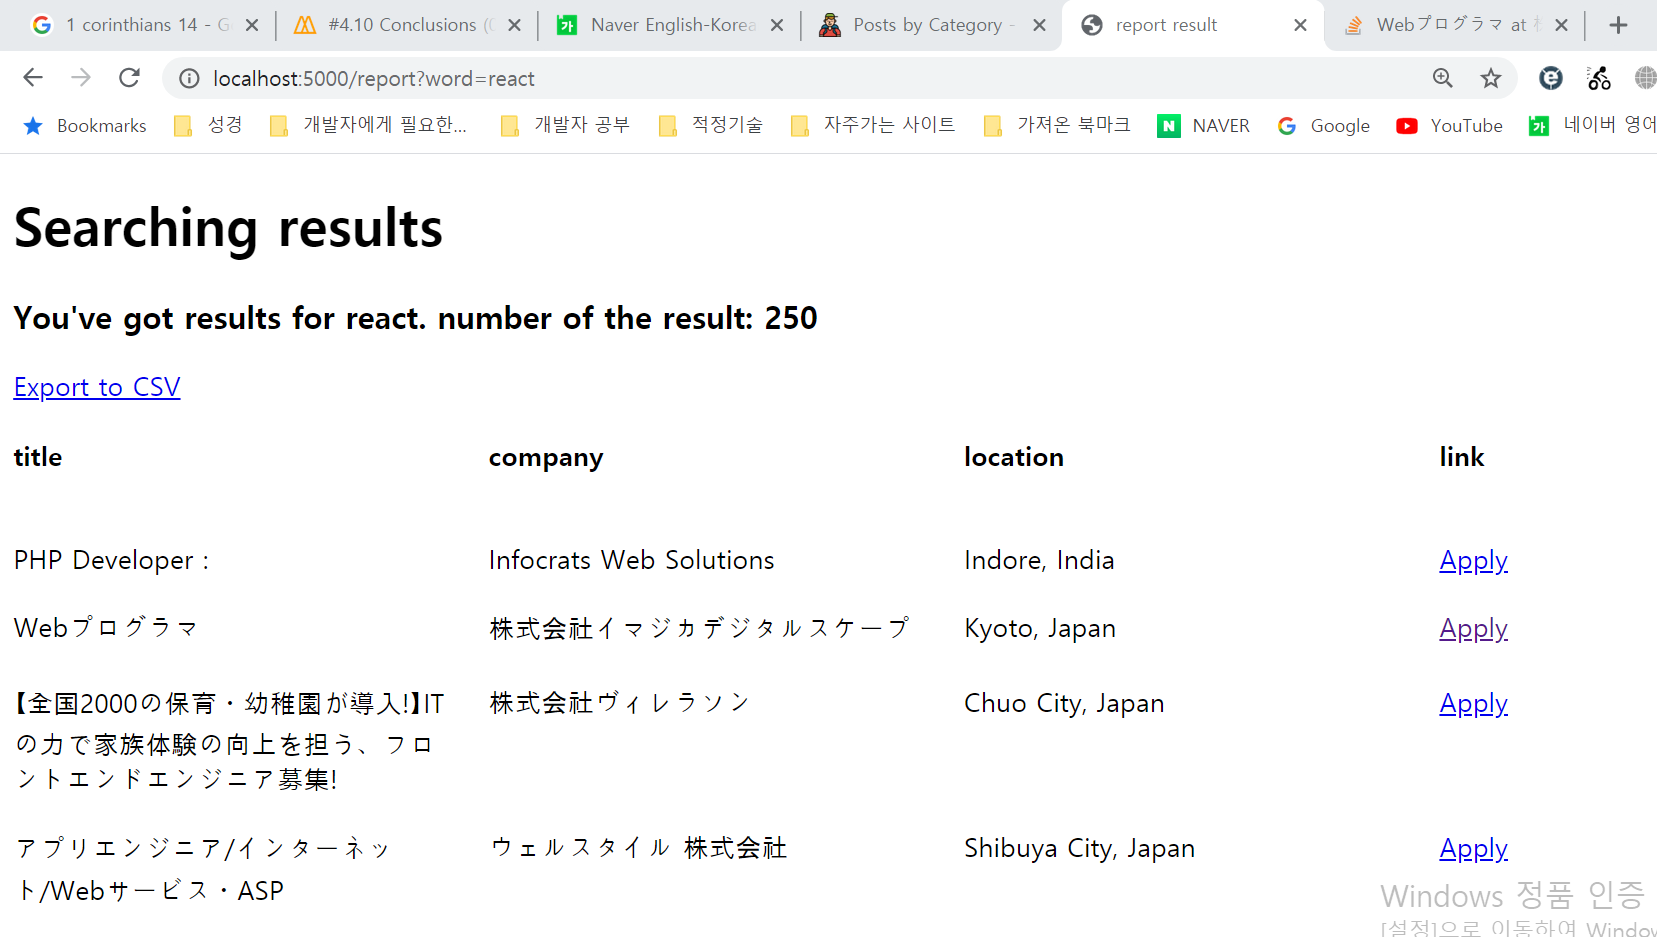 1 corinthians 14 - G
#4.10 Conclusions (
Naver English-Korea
Posts by Category -
report result
Webプログラマ at
localhost:5000/report?word=react
Bookmarks
성경
개발자에게 필요한...
개발자 공부
적정기술
자주가는 사이트
가져온 북마크
NAVER
Google
YouTube
네이버 영어
Searching results
You've got results for react. number of the result: 250
Export to CSV
title company location link
PHP Developer : Infocrats Web Solutions Indore, India Apply
Webプログラマ 株式会社イマジカデジタルスケープ Kyoto, Japan Apply
【全国2000の保育・幼稚園が導入!】IT 株式会社ヴィレラソン Chuo City, Japan Apply
の力で家族体験の向上を担う、フロ
ントエンドエンジニア募集!
アプリエンジニア/インターネッ ウェルスタイル 株式会社 Shibuya City, Japan Apply
ト/Webサービス・ASP
Windows 정품 인증
[설정]으로 이동하여 Window